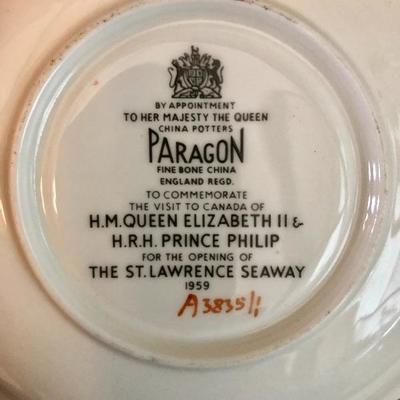 BY APPOINTMENT
TO HER MAJESTY THE QUEEN
CHINA POTTERS
PARAGON
FINE BONE CHINA
ENGLAND REGD.
TO COMMEMORATE
THE VISIT TO CANADA OF
H.M. QUEEN ELIZABETH II &
H.R.H. PRINCE PHILIP
FOR THE OPENING OF
THE ST. LAWRENCE SEAWAY
1959
A3835/1